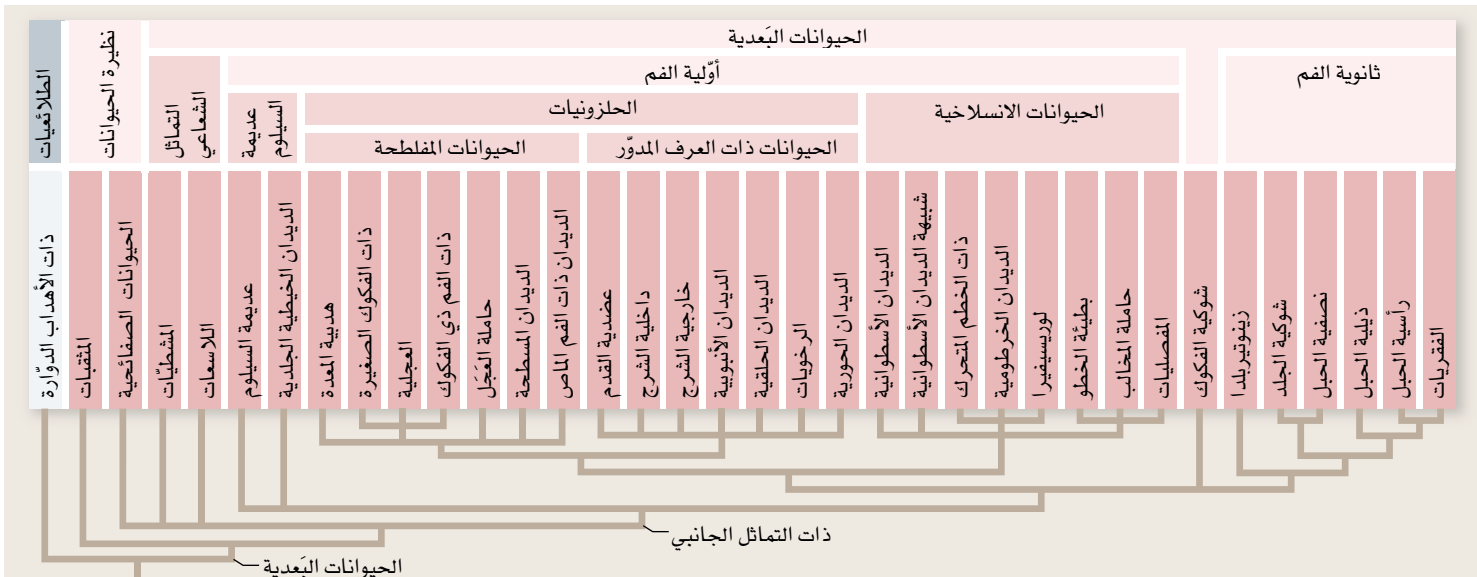 الحيوانات البَعدية
ثانوية الفم
أوّلية الفم
الحيوانات الانسلاخية
الحلزونيات
الحيوانات ذات العرف المدوّر
الحيوانات المفلطحة
عديمة
السيلوم
التماثل
الشعاعي
نظيرة الحيوانات
الطلائعيات
الفقريات
رأسية الحبل
ذيلية الحبل
نصفية الحبل
شوكية الجلد
زينوتيربلدا
شوكية الفكوك
المفصليات
حاملة المخالب
بطيئة الخطو
لوريسيفيرا
الديدان الخرطومية
ذات الخطم المتحرك
شبيهة الديدان الأسطوانية
الديدان الأسطوانية
الديدان الحورية
الرخويات
الديدان الحلقية
الديدان الأنبوبية
خارجية الشرج
داخلية الشرج
عضدية القدم
الديدان ذات الفم الماص
الديدان المسطحة
حاملة العَجَل
ذات الفم ذي الفكوك
العجلية
ذات الفكوك الصغيرة
هدبية المعدة
الديدان الخيطية الجلدية
عديمة السيلوم
اللاسعات
المشطيّات
الحيوانات الصفائحية
المثقبات
ذات الأهداب الدوّارة
ذات التماثل الجانبي
الحيوانات البَعدية